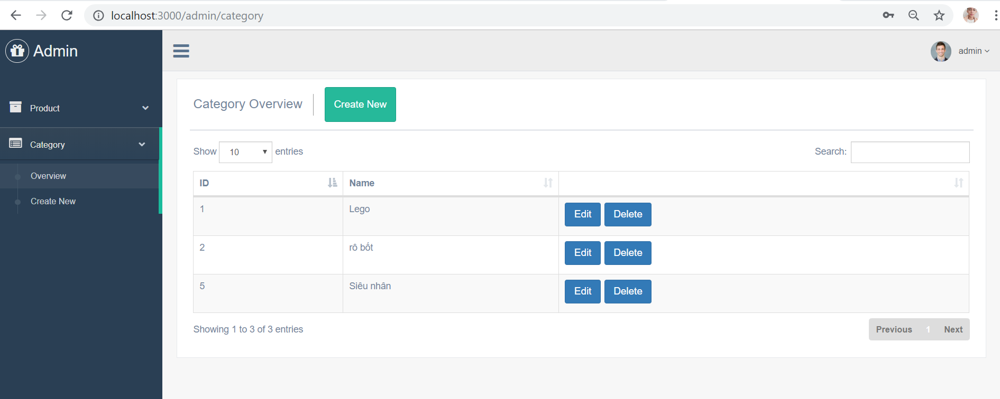 localhost:3000/admin/category
Admin
admin
Product
Category
Overview
Create New
Category Overview
Create New
Show 10 entries
Search:
ID Name
1 Lego Edit Delete
2 rô bốt Edit Delete
5 Siêu nhân Edit Delete
Showing 1 to 3 of 3 entries
Previous 1 Next